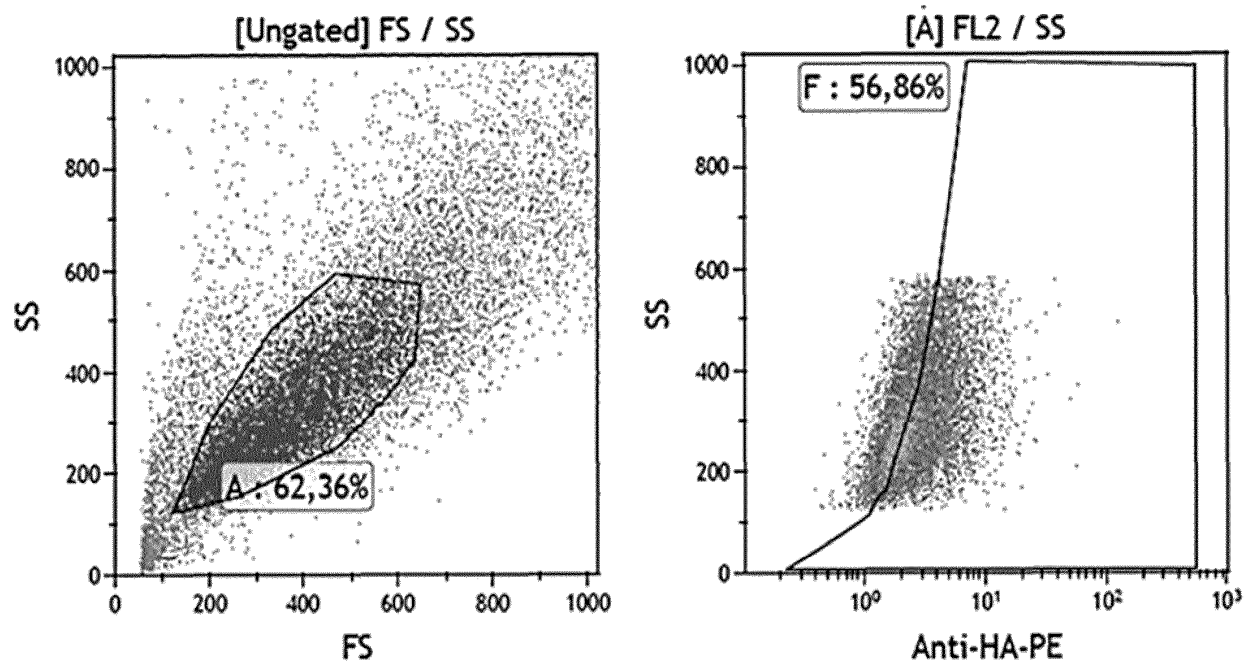 [Ungated] FS / SS
1000
800
600
400
200
0
SS
A : 62,36%
0 200 400 600 800 1000
FS
[A] FL2 / SS
1000
800
600
400
200
0
SS
F : 56,86%
10⁰ 10¹ 10² 10³
Anti-HA-PE